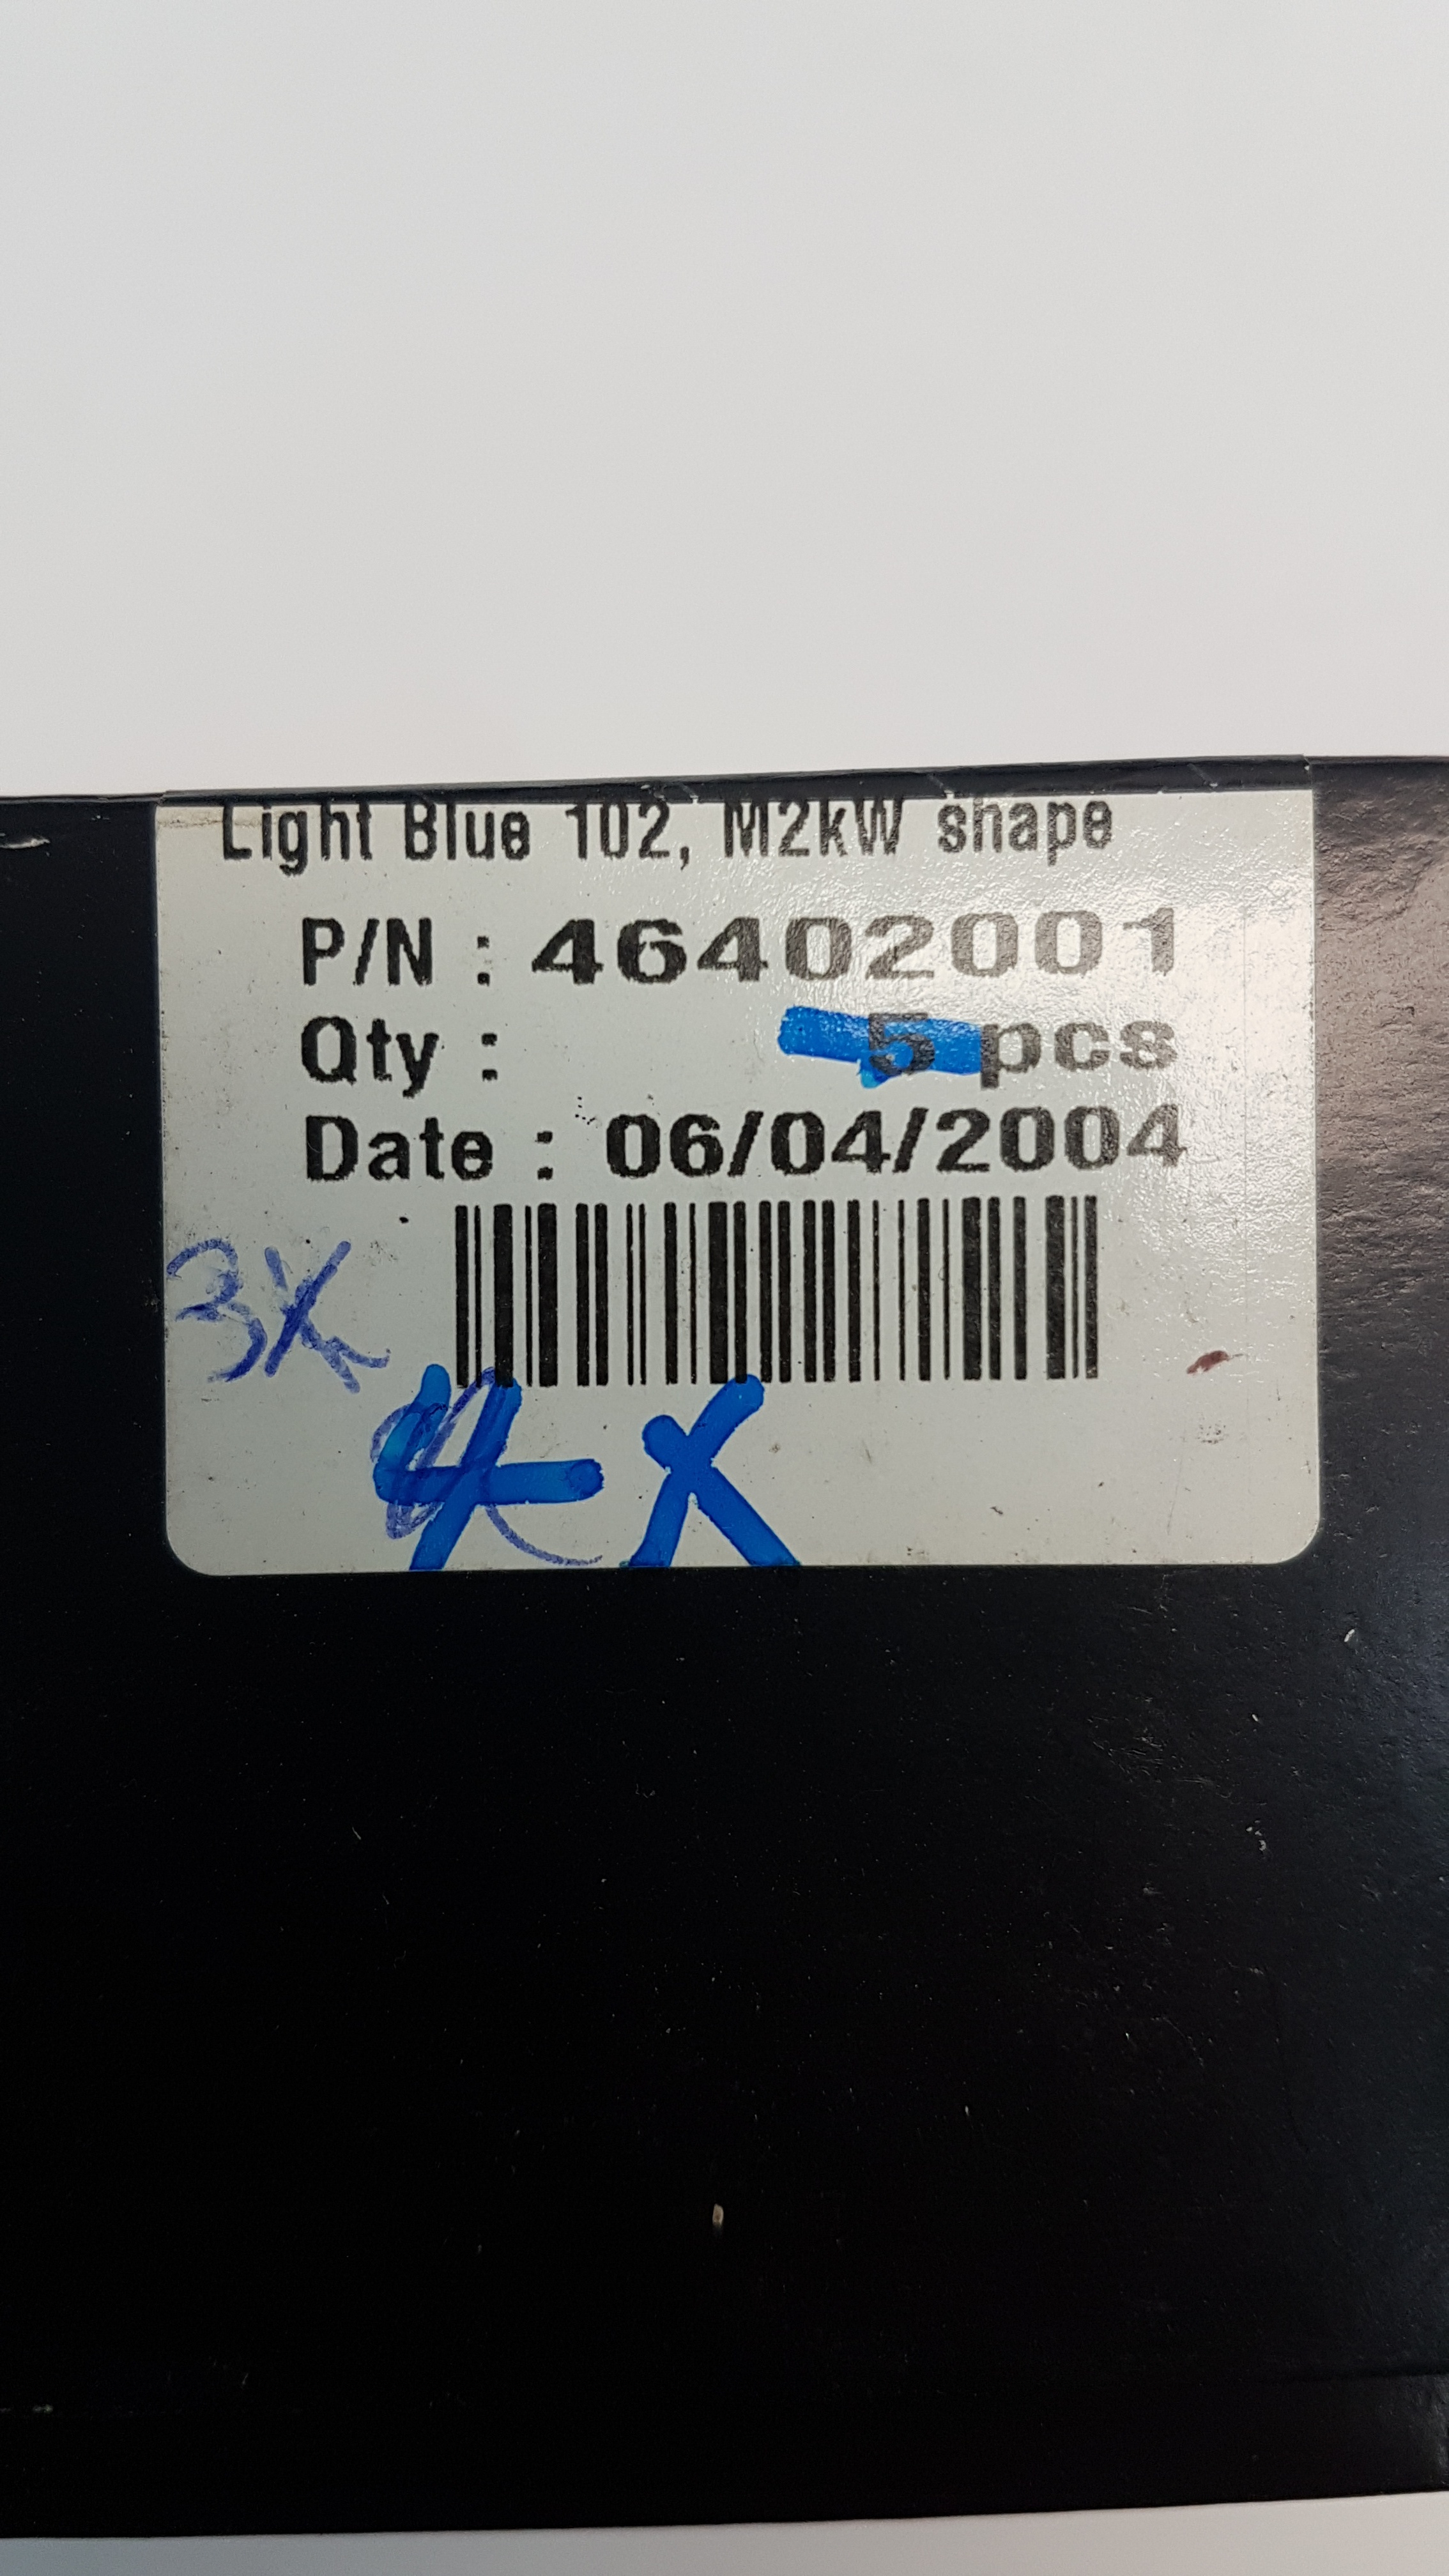 Light Blue 102, M2kW shape
P/N : 46402001
Qty : 5 pcs
Date : 06/04/2004
3X
4X